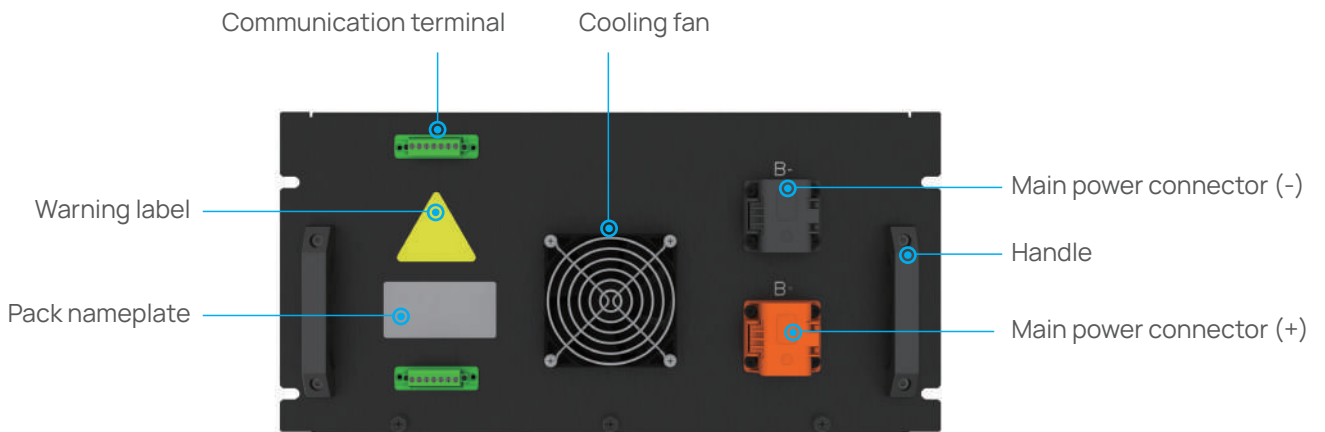 Communication terminal
Cooling fan
B-
Main power connector (-)
Warning label
Handle
B-
Pack nameplate
Main power connector (+)